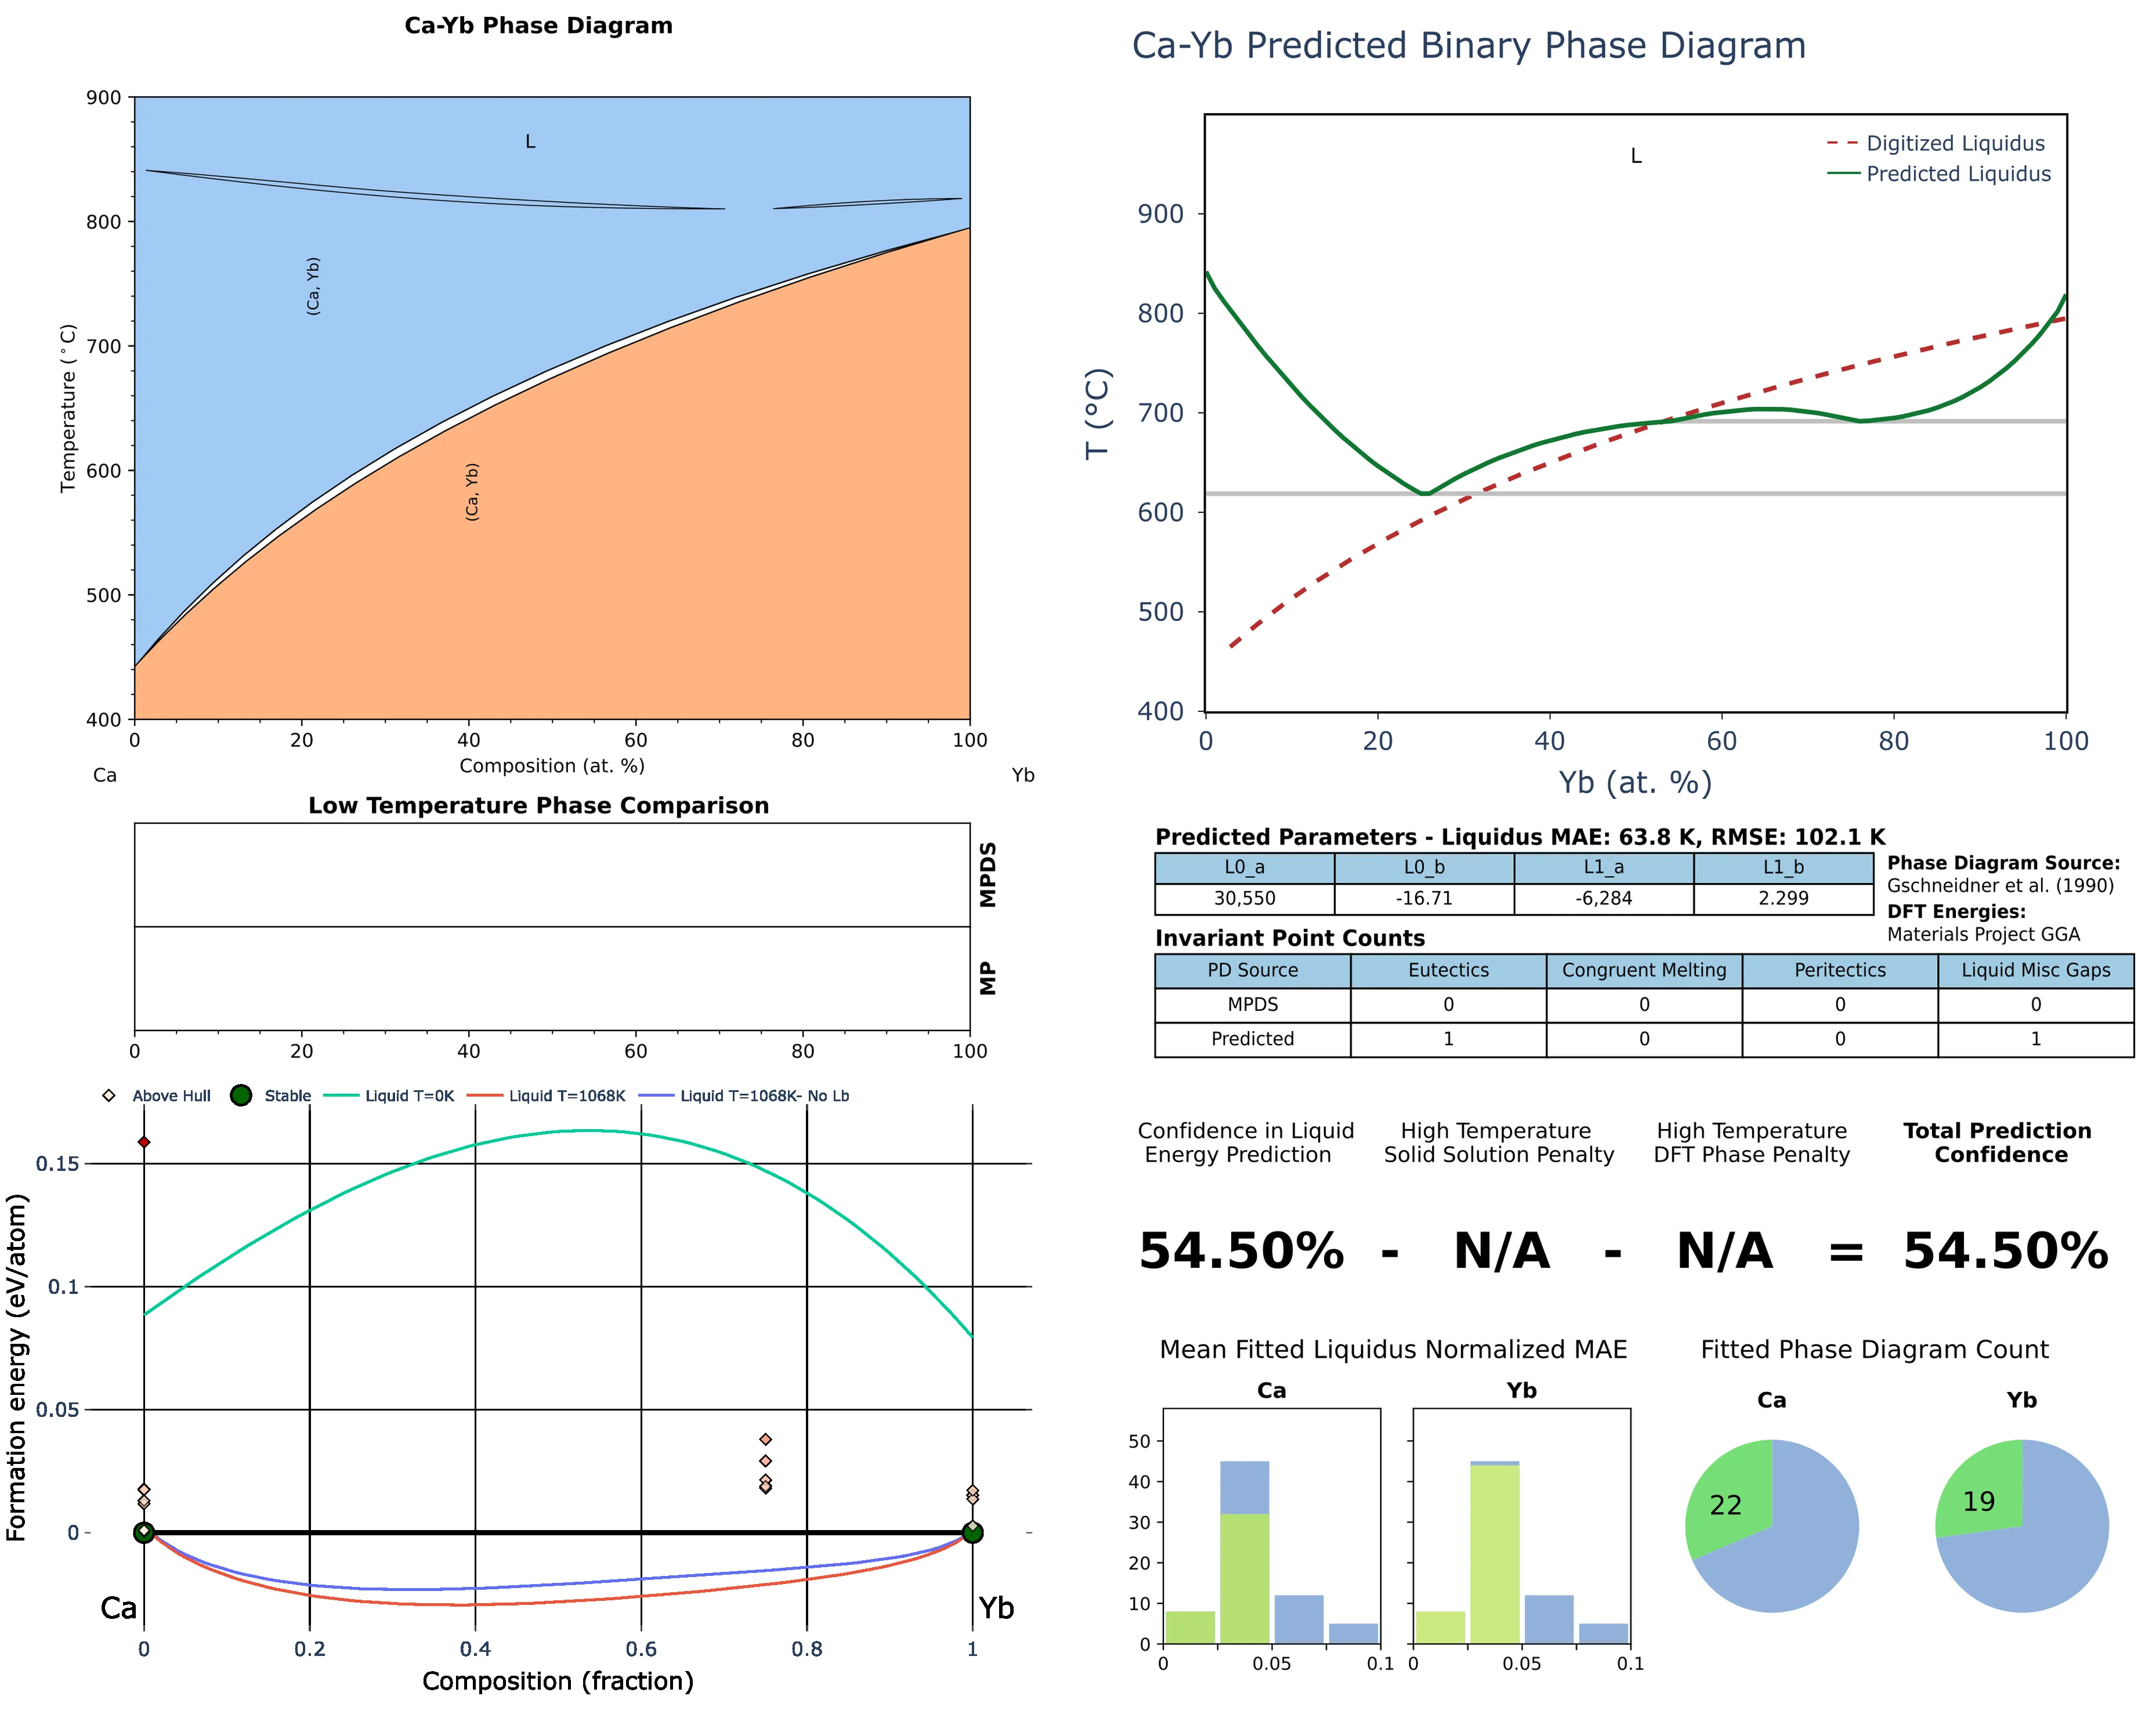 Ca-Yb Phase Diagram
900
800
700
600
500
400
Temperature (°C)
L
(Ca, Yb)
(Ca, Yb)
0 20 40 60 80 100
Composition (at. %)
Ca Yb
Low Temperature Phase Comparison
MPDS
MP
0 20 40 60 80 100
Above Hull Stable Liquid T=0K Liquid T=1068K Liquid T=1068K- No Lb
0.15
0.1
0.05
0
Formation energy (eV/atom)
Ca Yb
0 0.2 0.4 0.6 0.8 1
Composition (fraction)
Ca-Yb Predicted Binary Phase Diagram
L
Digitized Liquidus
Predicted Liquidus
900
800
700
600
500
400
T (°C)
0 20 40 60 80 100
Yb (at. %)
Predicted Parameters - Liquidus MAE: 63.8 K, RMSE: 102.1 K
L0_a L0_b L1_a L1_b
30,550 -16.71 -6,284 2.299
Phase Diagram Source:
Gschneidner et al. (1990)
DFT Energies:
Materials Project GGA
Invariant Point Counts
PD Source Eutectics Congruent Melting Peritectics Liquid Misc Gaps
MPDS 0 0 0 0
Predicted 1 0 0 1
Confidence in Liquid
Energy Prediction
High Temperature
Solid Solution Penalty
High Temperature
DFT Phase Penalty
Total Prediction
Confidence
54.50% - N/A - N/A = 54.50%
Mean Fitted Liquidus Normalized MAE
Ca Yb
50
40
30
20
10
0
0 0.05 0.1 0 0.05 0.1
Fitted Phase Diagram Count
Ca Yb
22 19